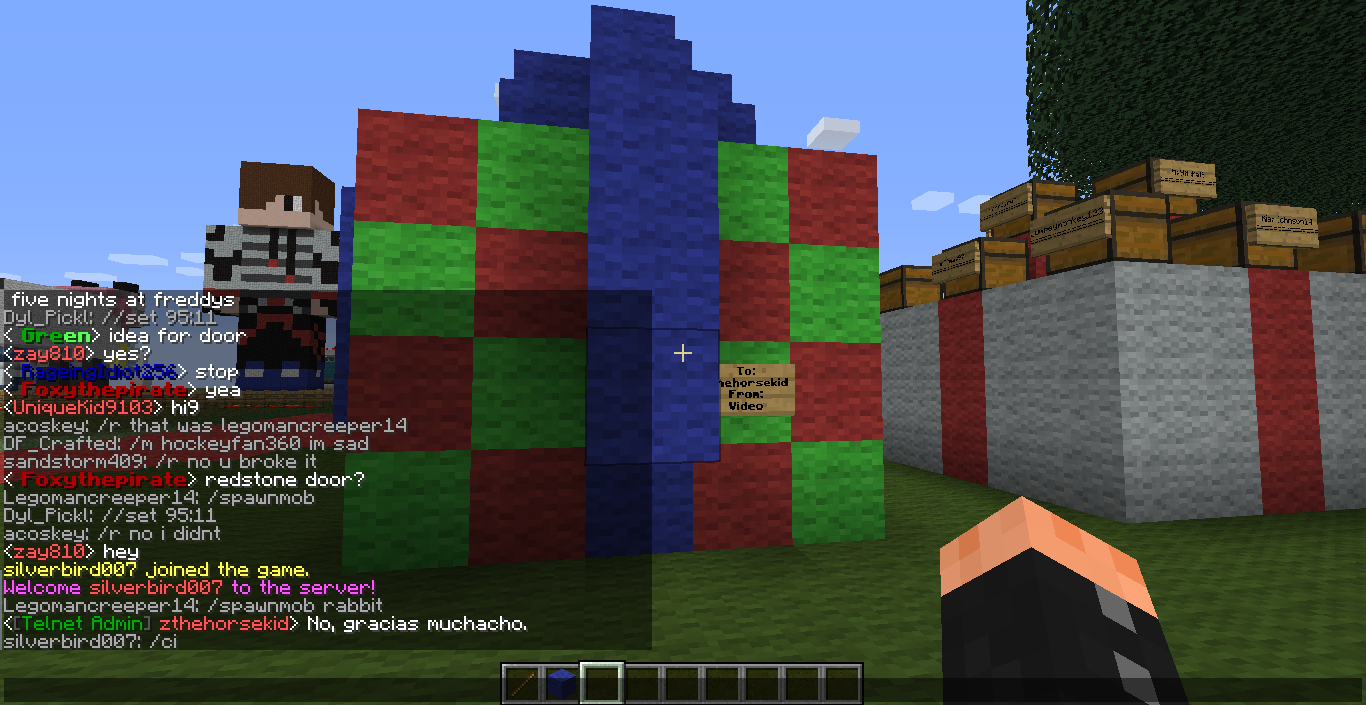 five nights at freddys
Dyl_Pickl: //set 95:11
< Green> idea for door
<zay810> yes?
< RageingIdiot256> stop
< Foxythepirate> yea
<UniqueKid9103> hi9
acoskey: /r that was legomancreeper14
DF_Crafted: /m hockeyfan360 im sad
sandstorm409: /r no u broke it
< Foxythepirate> redstone door?
Legomancreeper14: /spawnmob
Dyl_Pickl: //set 95:11
acoskey: /r no i didnt
<zay810> hey
silverbird007 joined the game.
Welcome silverbird007 to the server!
Legomancreeper14: /spawnmob rabbit
<[Telnet Admin] zthehorsekid> No, gracias muchacho.
silverbird007: /ci
To:
hehorsekid
From:
Video